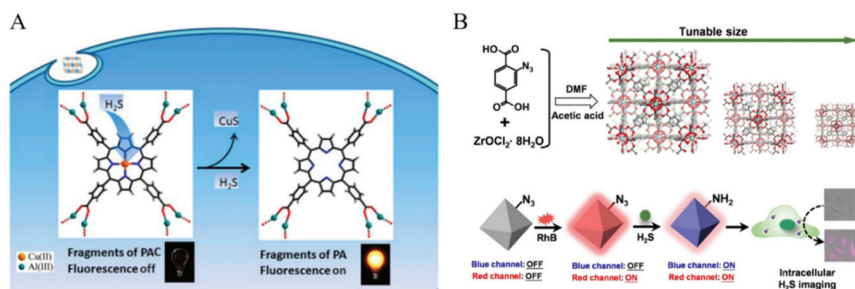 A
H₂S
CuS
H₂S
Fragments of PAC
Fluorescence off
Fragments of PA
Fluorescence on
Cu(II)
Al(III)
B
Tunable size
HO
O
N₃
O
OH
+
ZrOCl₂· 8H₂O
DMF
Acetic acid
N₃
RhB
N₃
H₂S
NH₂
Blue channel: OFF
Red channel: OFF
Blue channel: OFF
Red channel: ON
Blue channel: ON
Red channel: ON
Intracellular
H₂S imaging